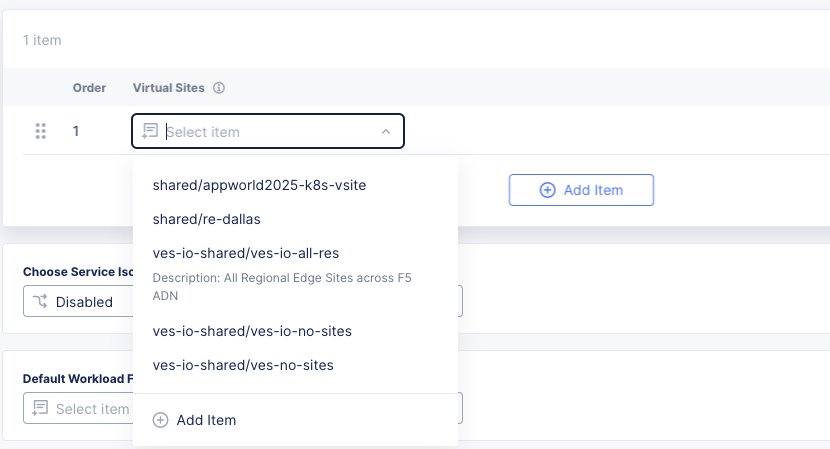 1 item
Order
Virtual Sites
1
Select item
shared/appworld2025-k8s-vsite
shared/re-dallas
ves-io-shared/ves-io-all-res
Description: All Regional Edge Sites across F5
ADN
ves-io-shared/ves-io-no-sites
ves-io-shared/ves-no-sites
Add Item
Add Item
Choose Service Iso
Disabled
Default Workload F
Select item